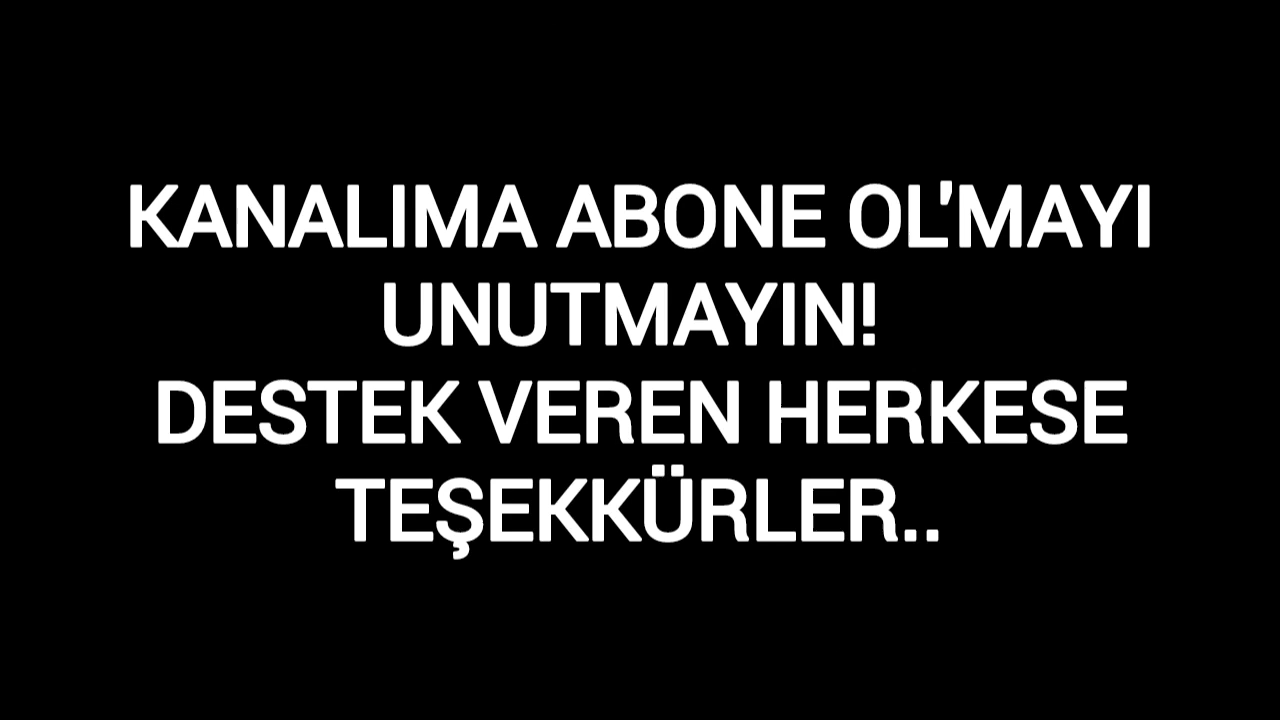 KANALIMA ABONE OL'MAYI
UNUTMAYIN!
DESTEK VEREN HERKESE
TEŞEKKÜRLER..